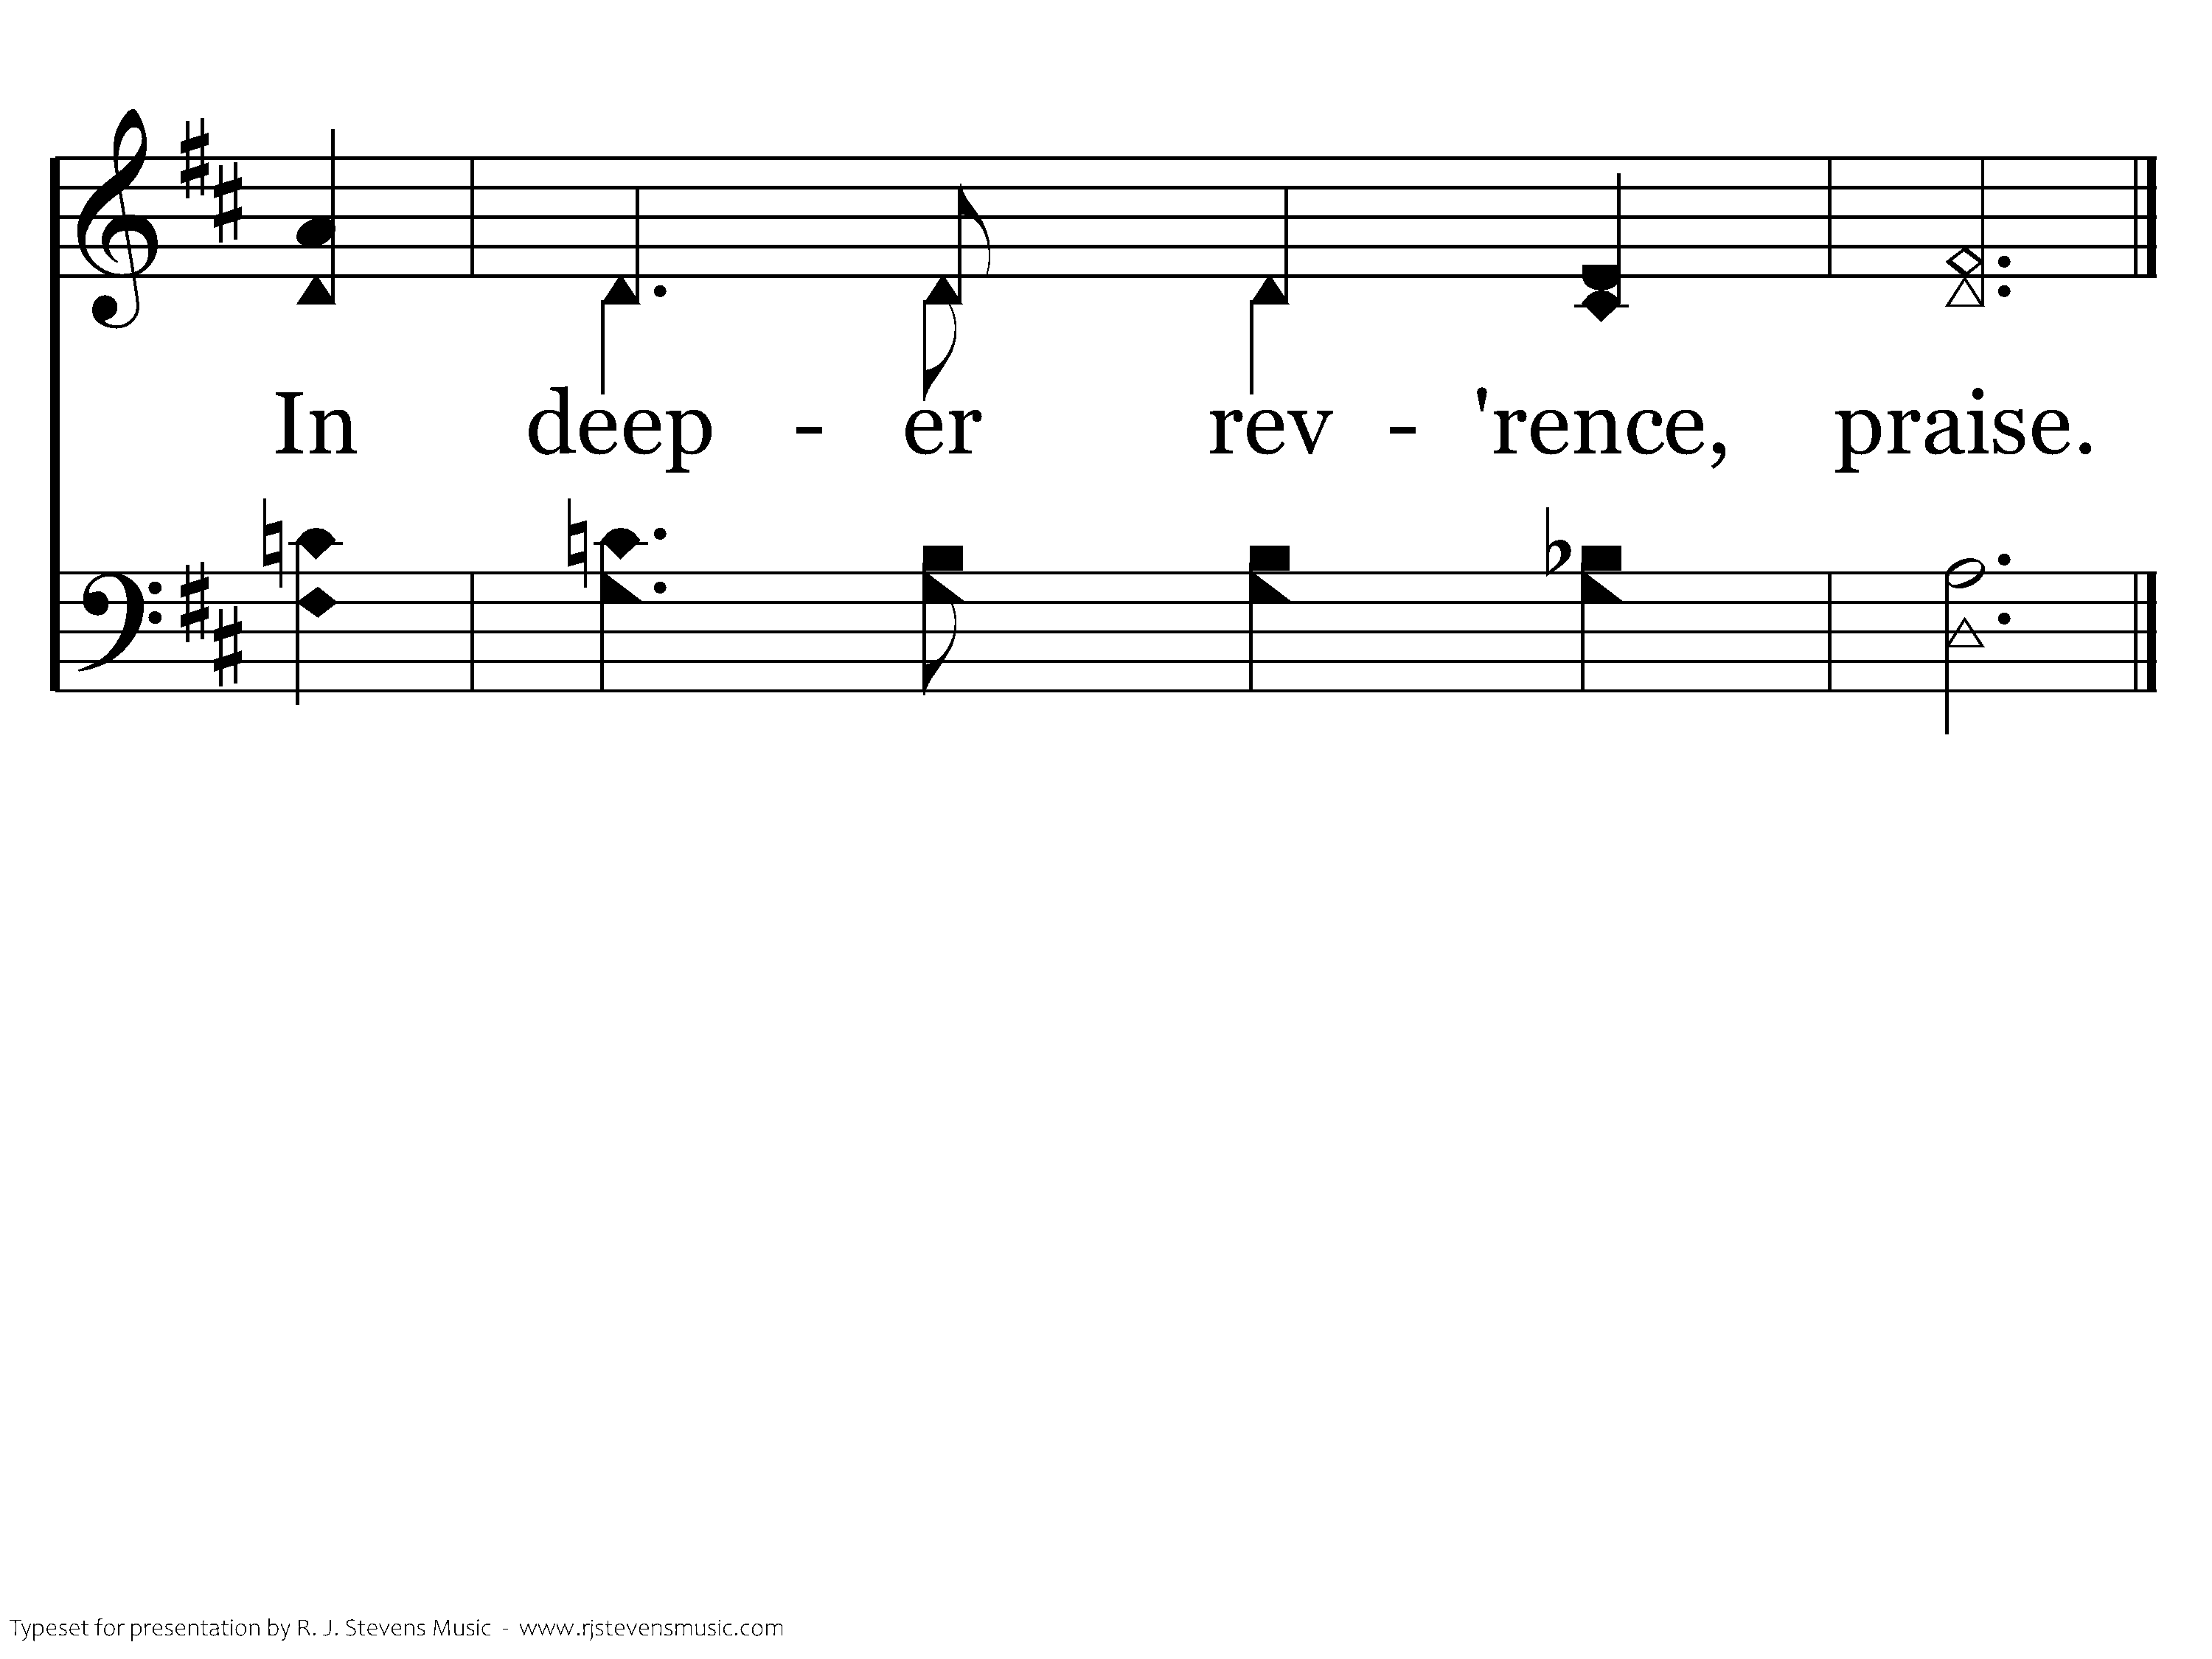 In deep - er rev - 'rence, praise.
Typeset for presentation by R. J. Stevens Music - www.rjstevensmusic.com